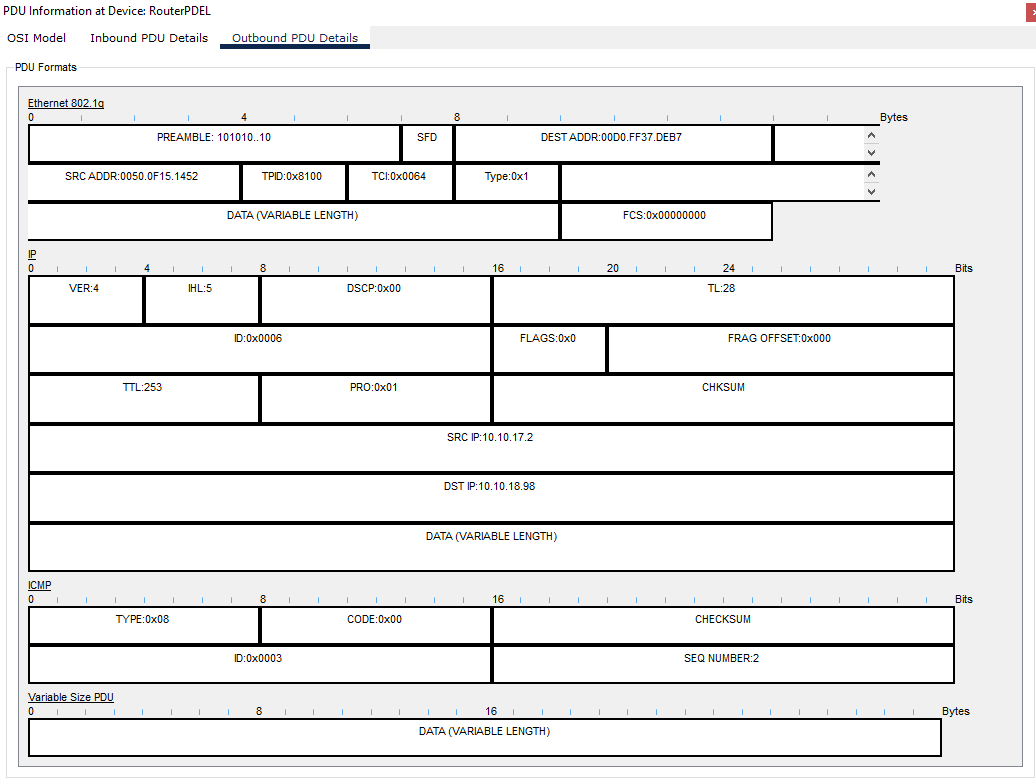 PDU Information at Device: RouterPDEL
OSI Model Inbound PDU Details Outbound PDU Details
PDU Formats
Ethernet 802.1q
0 4 8 Bytes
PREAMBLE: 101010..10 SFD DEST ADDR:00D0.FF37.DEB7
SRC ADDR:0050.0F15.1452 TPID:0x8100 TCI:0x0064 Type:0x1
DATA (VARIABLE LENGTH) FCS:0x00000000
IP
0 4 8 16 20 24 Bits
VER:4 IHL:5 DSCP:0x00 TL:28
ID:0x0006 FLAGS:0x0 FRAG OFFSET:0x000
TTL:253 PRO:0x01 CHKSUM
SRC IP:10.10.17.2
DST IP:10.10.18.98
DATA (VARIABLE LENGTH)
ICMP
0 8 16 Bits
TYPE:0x08 CODE:0x00 CHECKSUM
ID:0x0003 SEQ NUMBER:2
Variable Size PDU
0 8 16 Bytes
DATA (VARIABLE LENGTH)